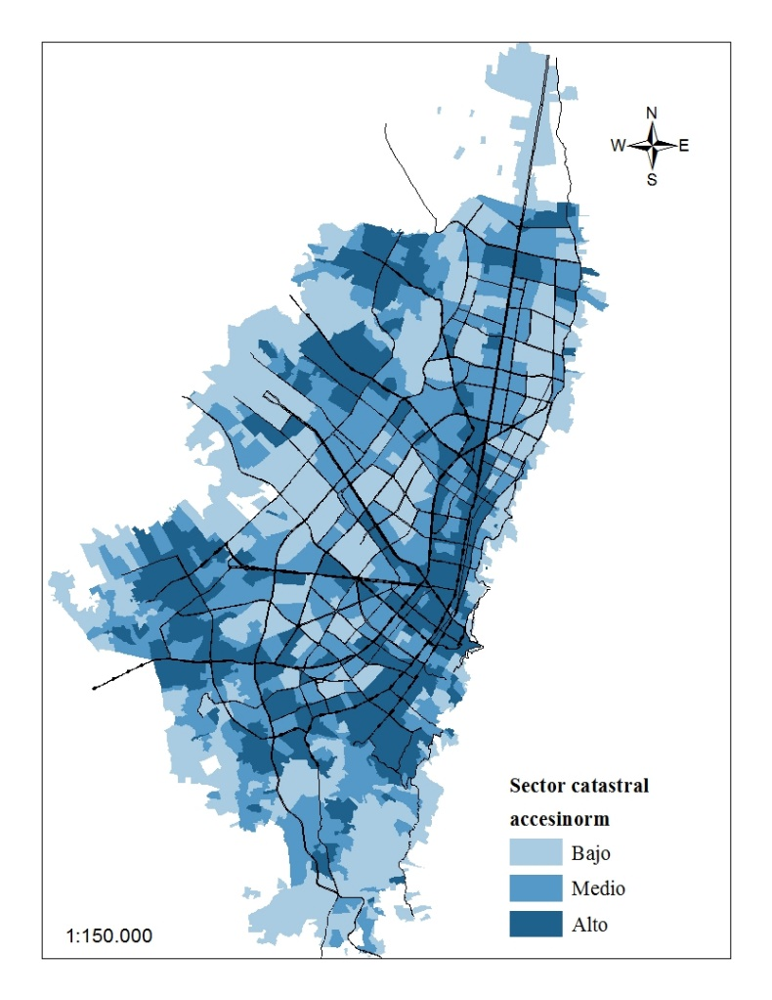 N
W E
S
Sector catastral
accesinorm
Bajo
Medio
Alto
1:150.000